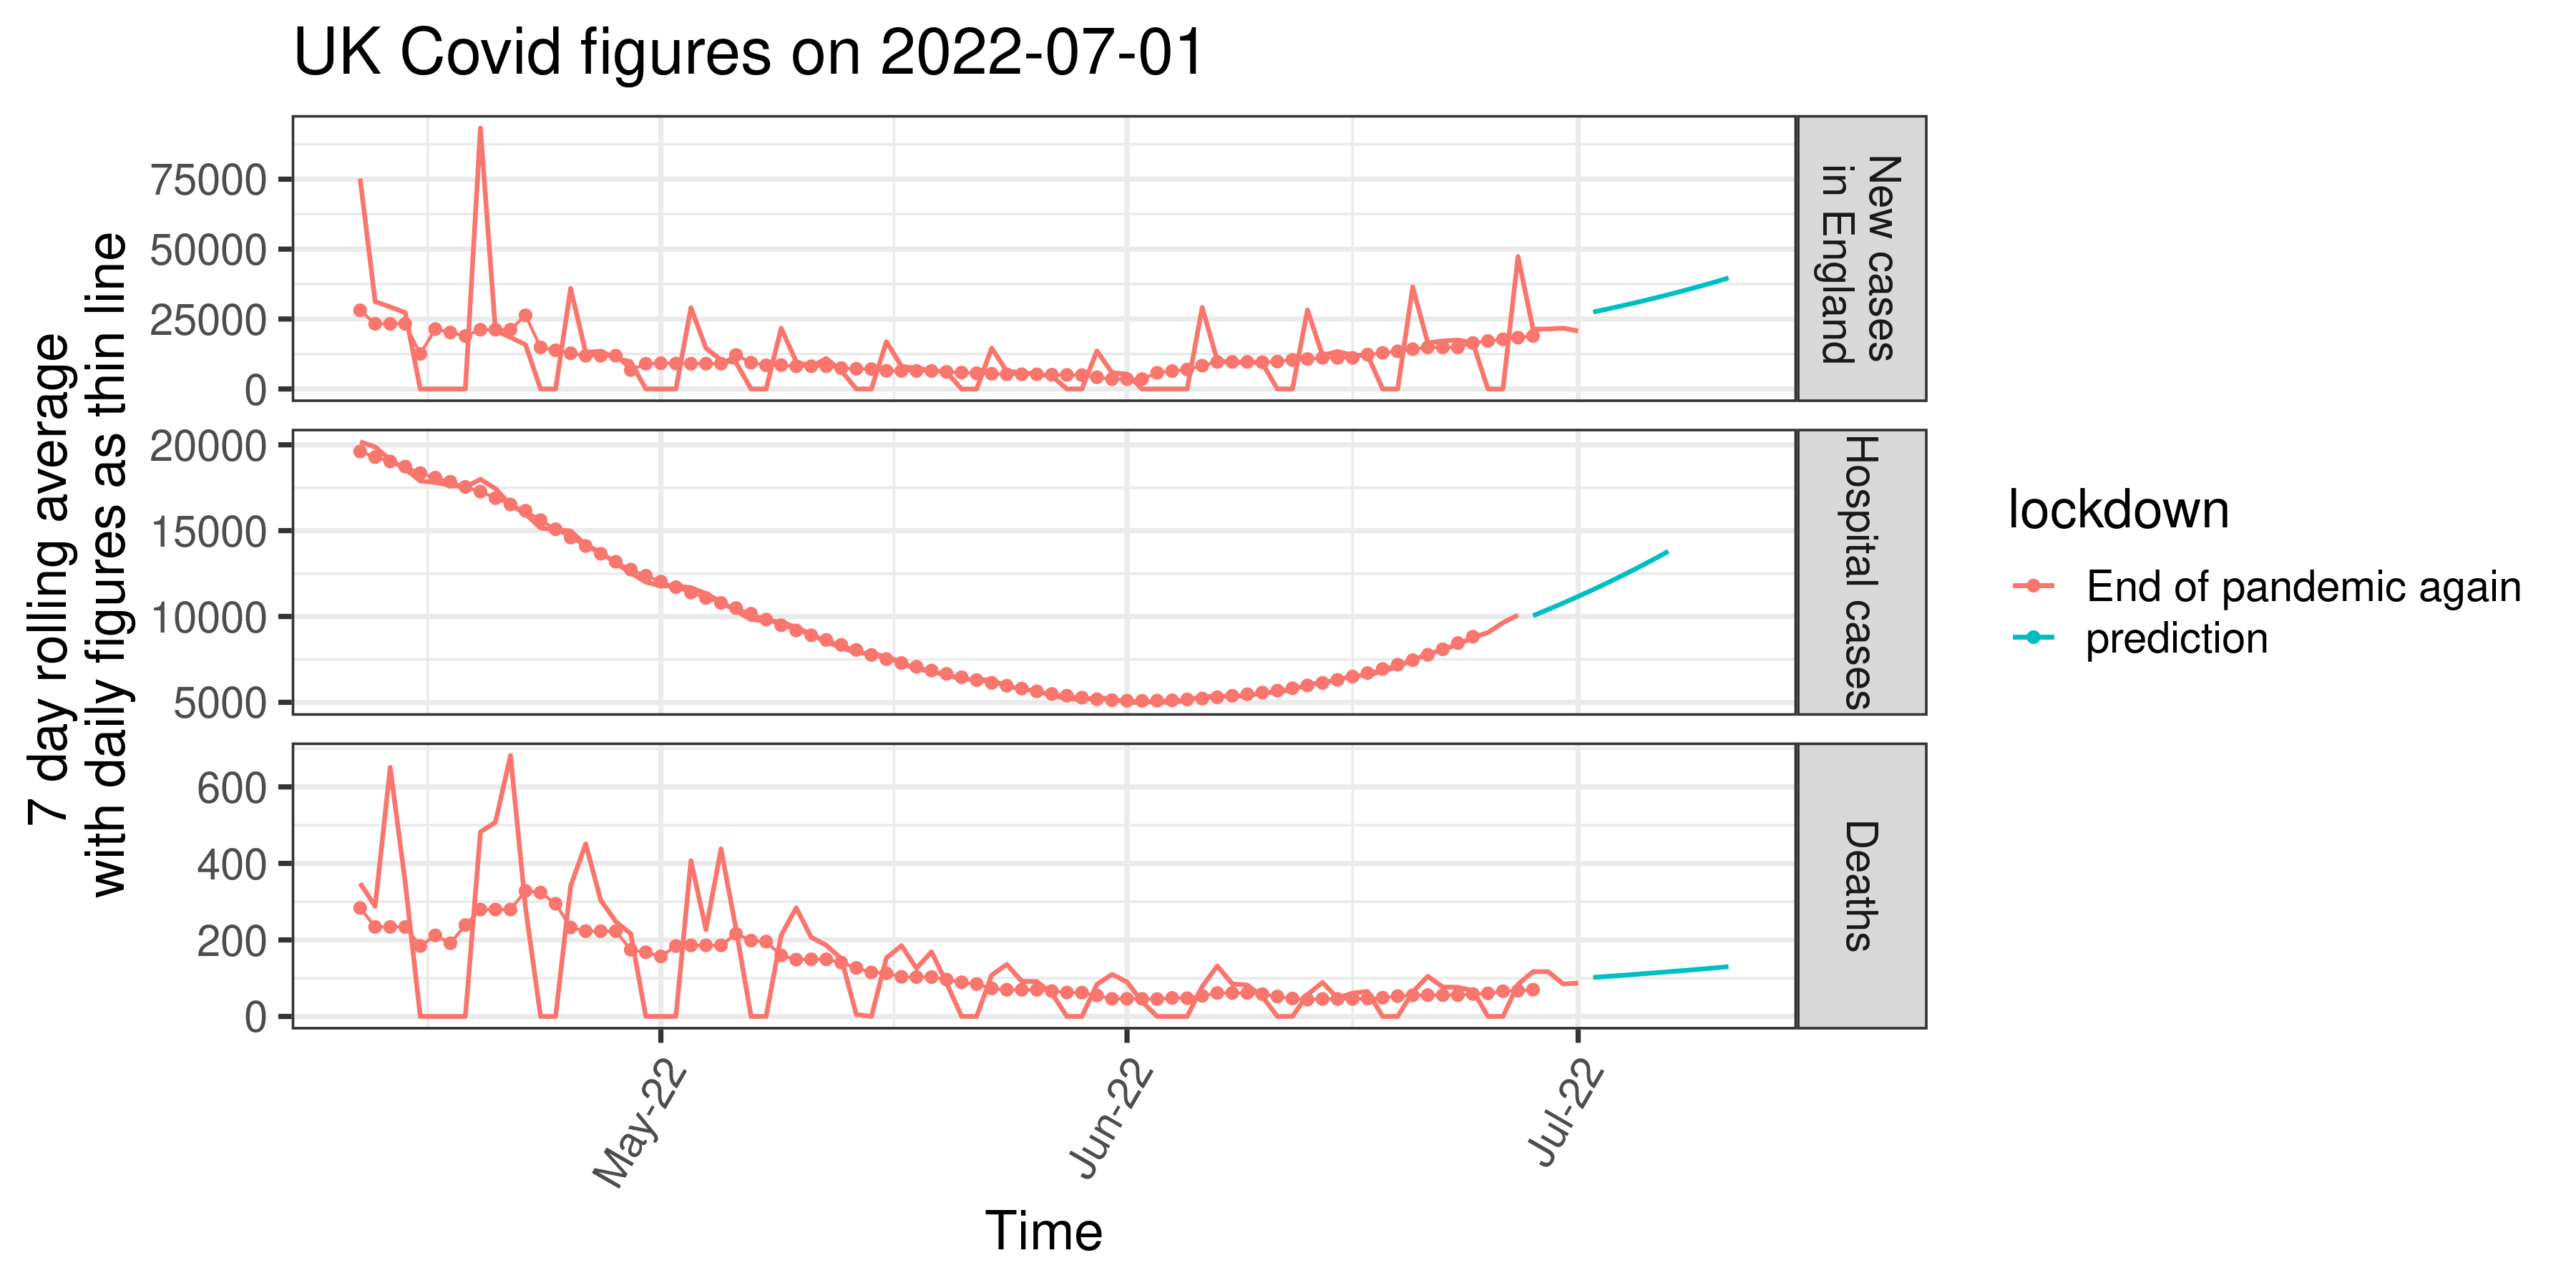 UK Covid figures on 2022-07-01
7 day rolling average
with daily figures as thin line
75000
50000
25000
0
New cases
in England
20000
15000
10000
5000
Hospital cases
600
400
200
0
Deaths
May-22
Jun-22
Jul-22
Time
lockdown
End of pandemic again
prediction